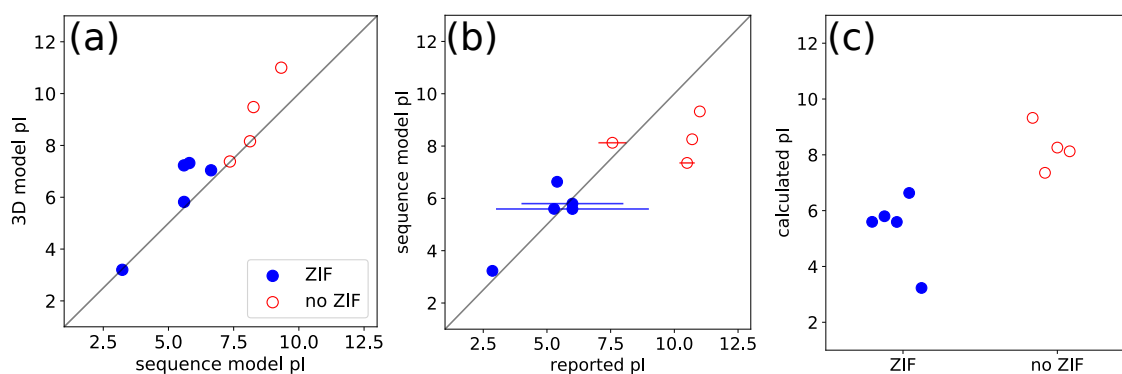 (a)
12
10
8
6
4
2
3D model pI
2.5 5.0 7.5 10.0 12.5
sequence model pI
ZIF
no ZIF
(b)
12
10
8
6
4
2
sequence model pI
2.5 5.0 7.5 10.0 12.5
reported pI
(c)
12
10
8
6
4
2
calculated pI
ZIF no ZIF